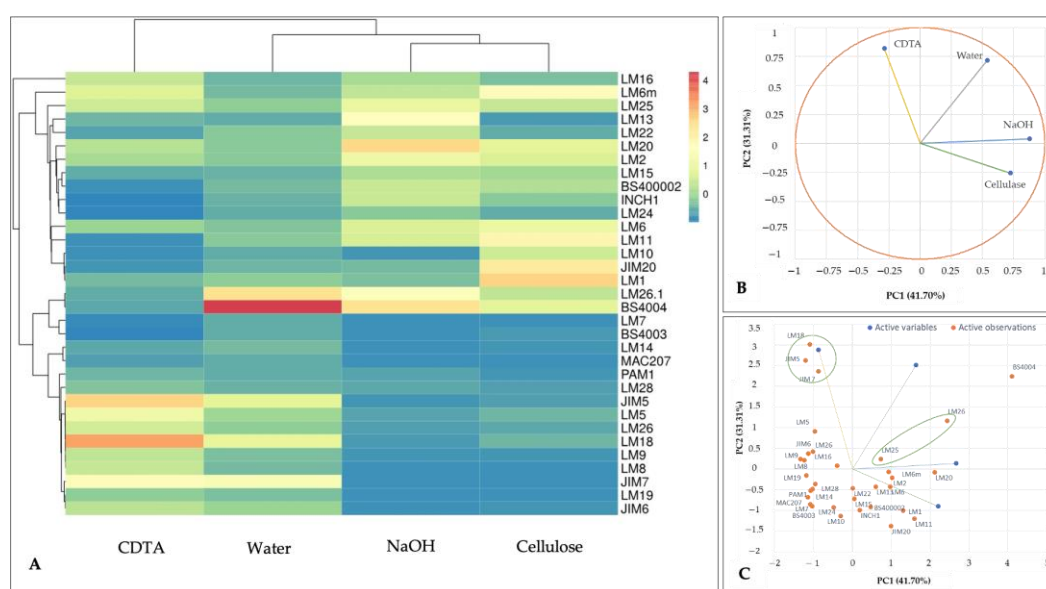 LM16
LM6m
LM25
LM13
LM22
LM20
LM2
LM15
BS400002
INCH1
LM24
LM6
LM11
LM10
JIM20
LM1
LM26.1
BS4004
LM7
BS4003
LM14
MAC207
PAM1
LM28
JIM5
LM5
LM26
LM18
LM9
LM8
JIM7
LM19
JIM6
4
3
2
1
0
CDTA Water NaOH Cellulose
A
1
0.75
0.5
0.25
0
−0.25
−0.5
−0.75
−1
PC2 (31.31%)
CDTA
Water
NaOH
Cellulase
−1 −0.75 −0.5 −0.25 0 0.25 0.5 0.75 1
PC1 (41.70%)
B
Active variables Active observations
3.5
3
2.5
2
1.5
1
0.5
0
−0.5
−1
−1.5
−2
PC2 (31.31%)
LM18
JIM5
JIM.7
BS4004
LM26
LM5
LM25
JIM6 LM26
LM9 LM16
LM8
LM19
LM6m
LM20
LM2
PAM1 LM28
LM22
MAC207 LM14
LM15
LM7
BS4003
LM24
LM10
INCH1
BS400002
LM1
LM11
JIM20
−2 −1 0 1 2 3 4 5
PC1 (41.70%)
C